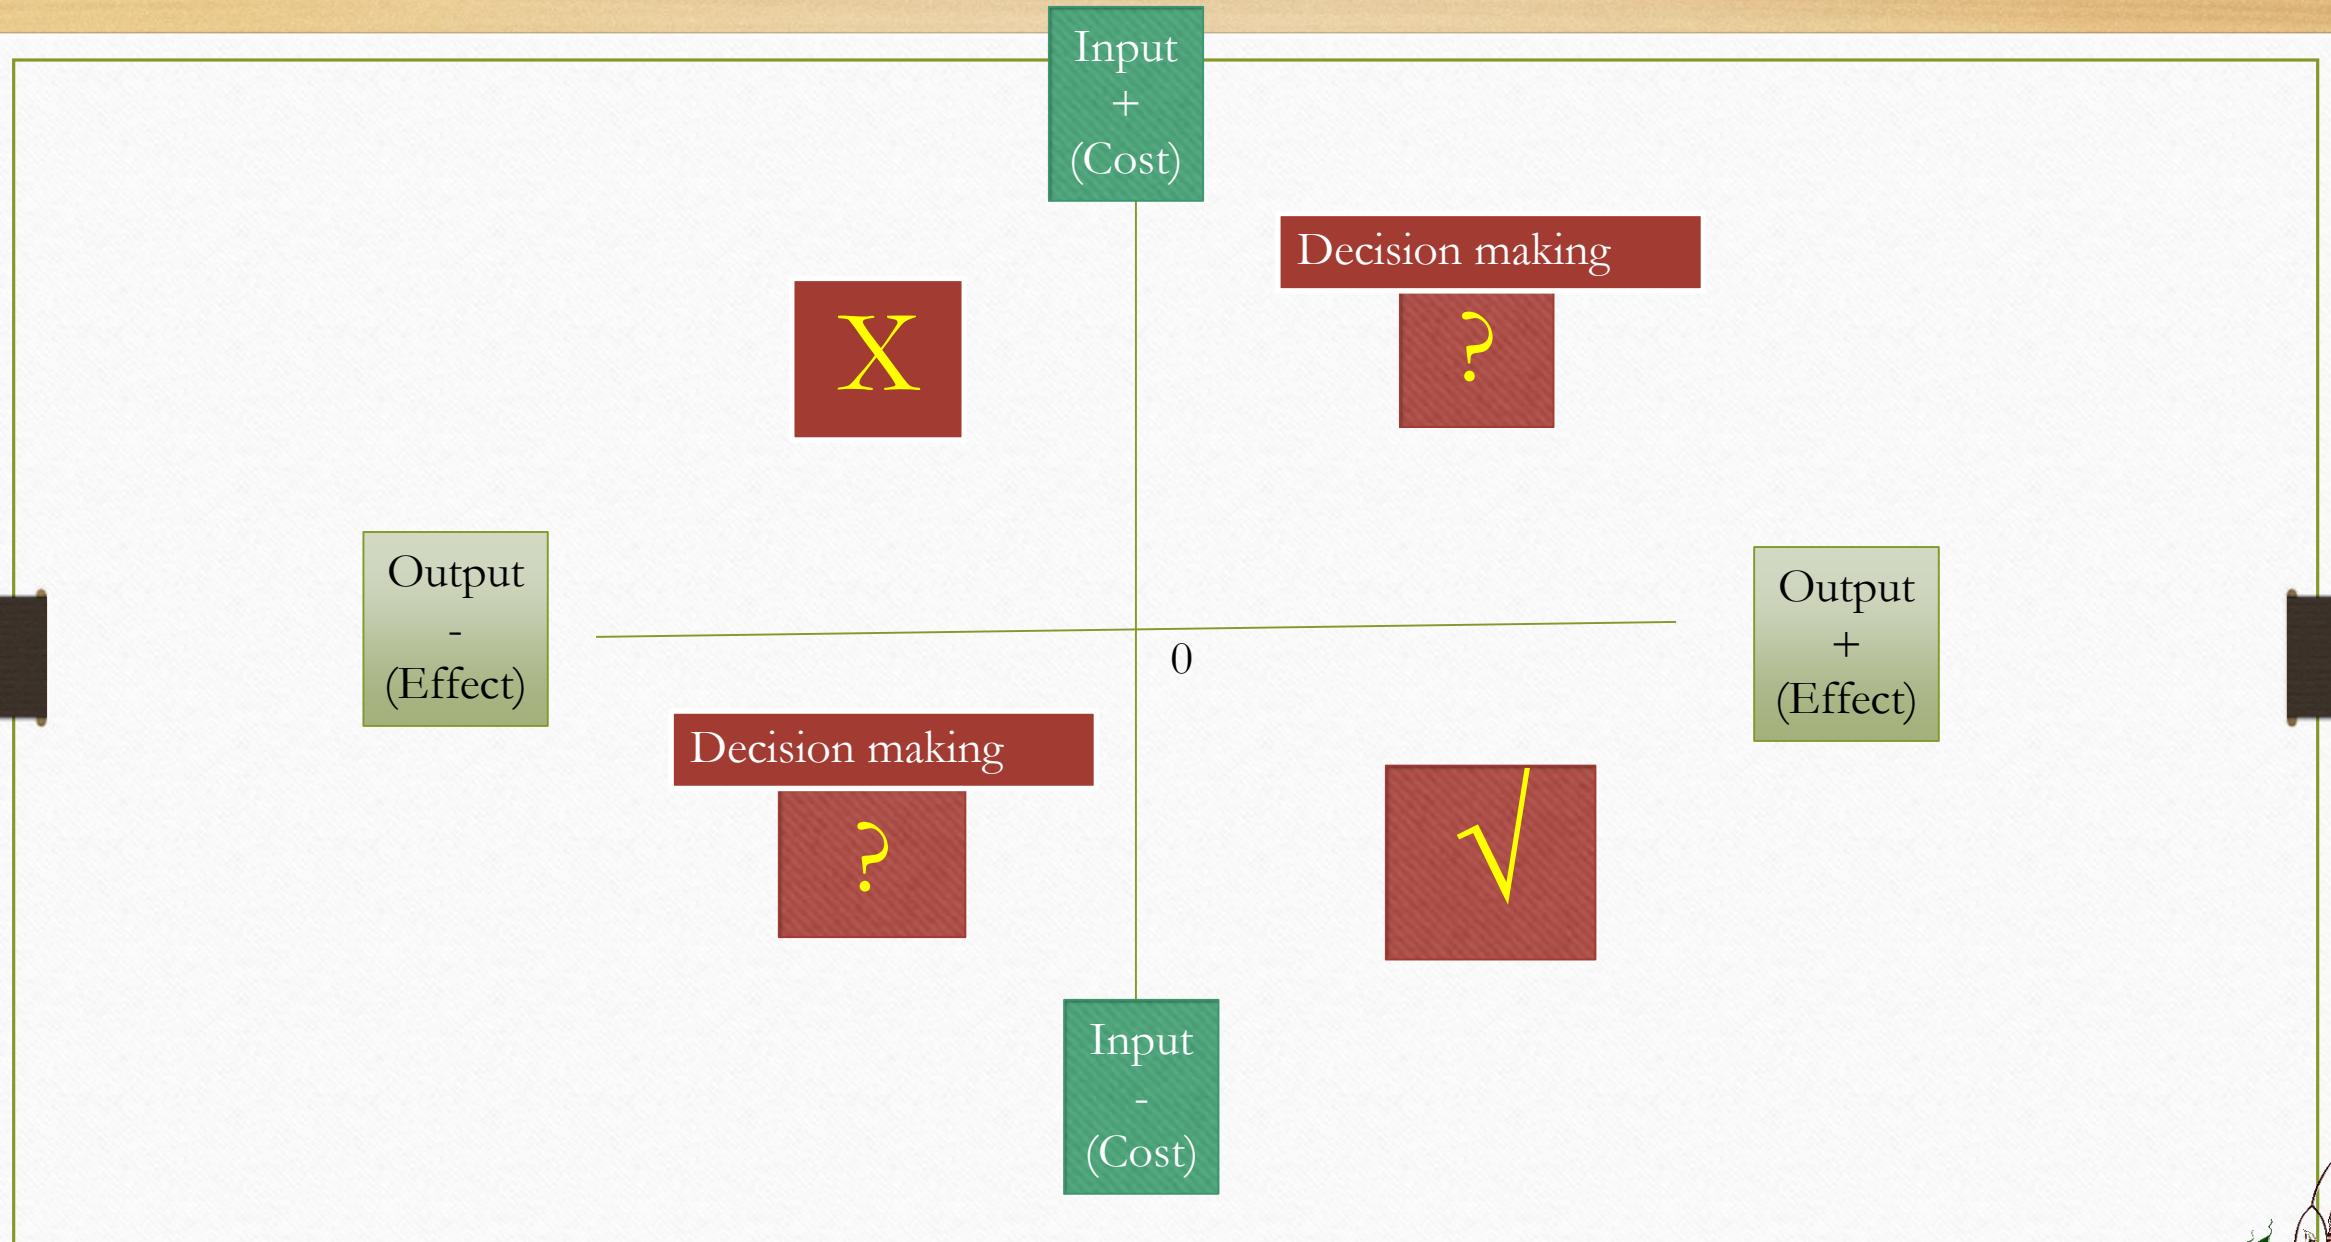 Input
+
(Cost)
Decision making
X
?
Output
-
(Effect)
Output
+
(Effect)
0
Decision making
?
√
Input
-
(Cost)